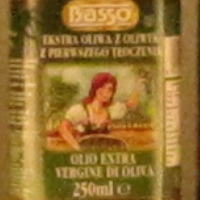 Basso
EKSTRA OLIWA Z OLIWEK
Z PIERWSZEGO TŁOCZENIA
OLIO EXTRA
VERGINE DI OLIVA
250ml e